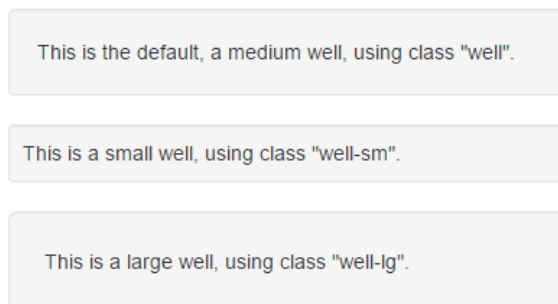 This is the default, a medium well, using class "well".
This is a small well, using class "well-sm".
This is a large well, using class "well-lg".